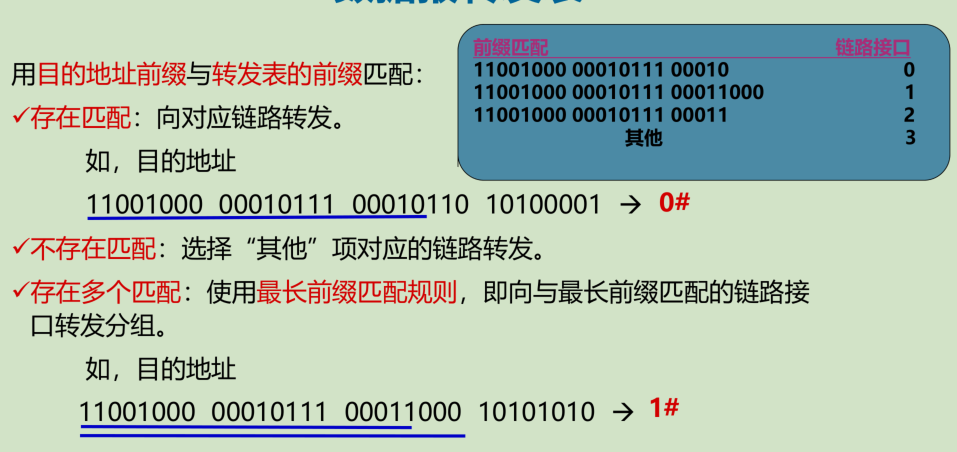 用目的地址前缀与转发表的前缀匹配：
前缀匹配 链路接口
11001000 00010111 00010 0
11001000 00010111 00011000 1
11001000 00010111 00011 2
其他 3
✓存在匹配：向对应链路转发。
如，目的地址
11001000 00010111 00010110 10100001 → 0#
✓不存在匹配：选择“其他”项对应的链路转发。
✓存在多个匹配：使用最长前缀匹配规则，即向与最长前缀匹配的链路接
口转发分组。
如，目的地址
11001000 00010111 00011000 10101010 → 1#